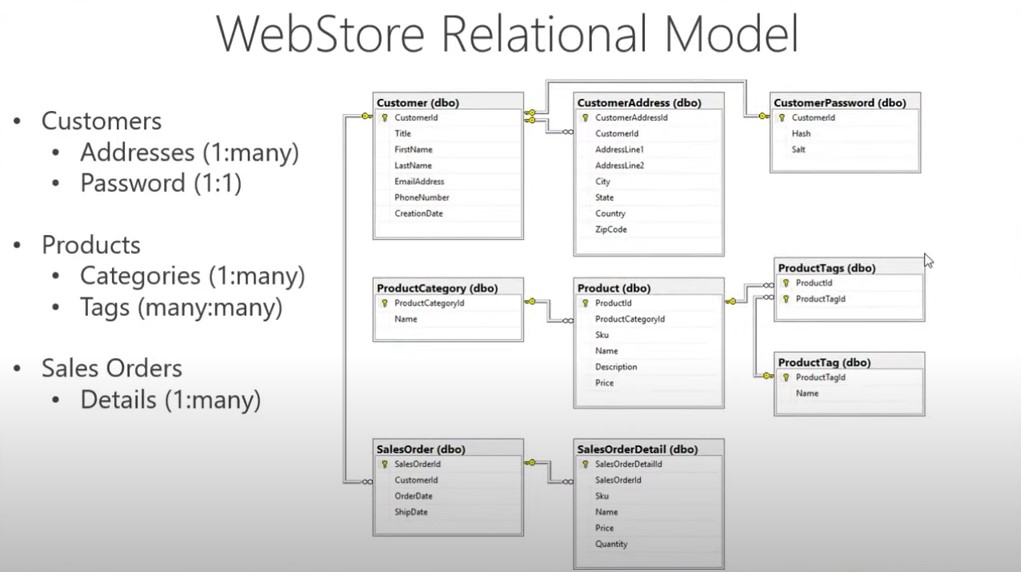 WebStore Relational Model
• Customers
• Addresses (1:many)
• Password (1:1)
• Products
• Categories (1:many)
• Tags (many:many)
• Sales Orders
• Details (1:many)
Customer (dbo)
CustomerId
Title
FirstName
LastName
EmailAddress
PhoneNumber
CreationDate
CustomerAddress (dbo)
CustomerAddressId
CustomerId
AddressLine1
AddressLine2
City
State
Country
ZipCode
CustomerPassword (dbo)
CustomerId
Hash
Salt
ProductCategory (dbo)
ProductCategoryId
Name
Product (dbo)
ProductId
ProductCategoryId
Sku
Name
Description
Price
ProductTags (dbo)
ProductId
ProductTagId
ProductTag (dbo)
ProductTagId
Name
SalesOrder (dbo)
SalesOrderId
CustomerId
OrderDate
ShipDate
SalesOrderDetail (dbo)
SalesOrderDetailId
SalesOrderId
Sku
Name
Price
Quantity